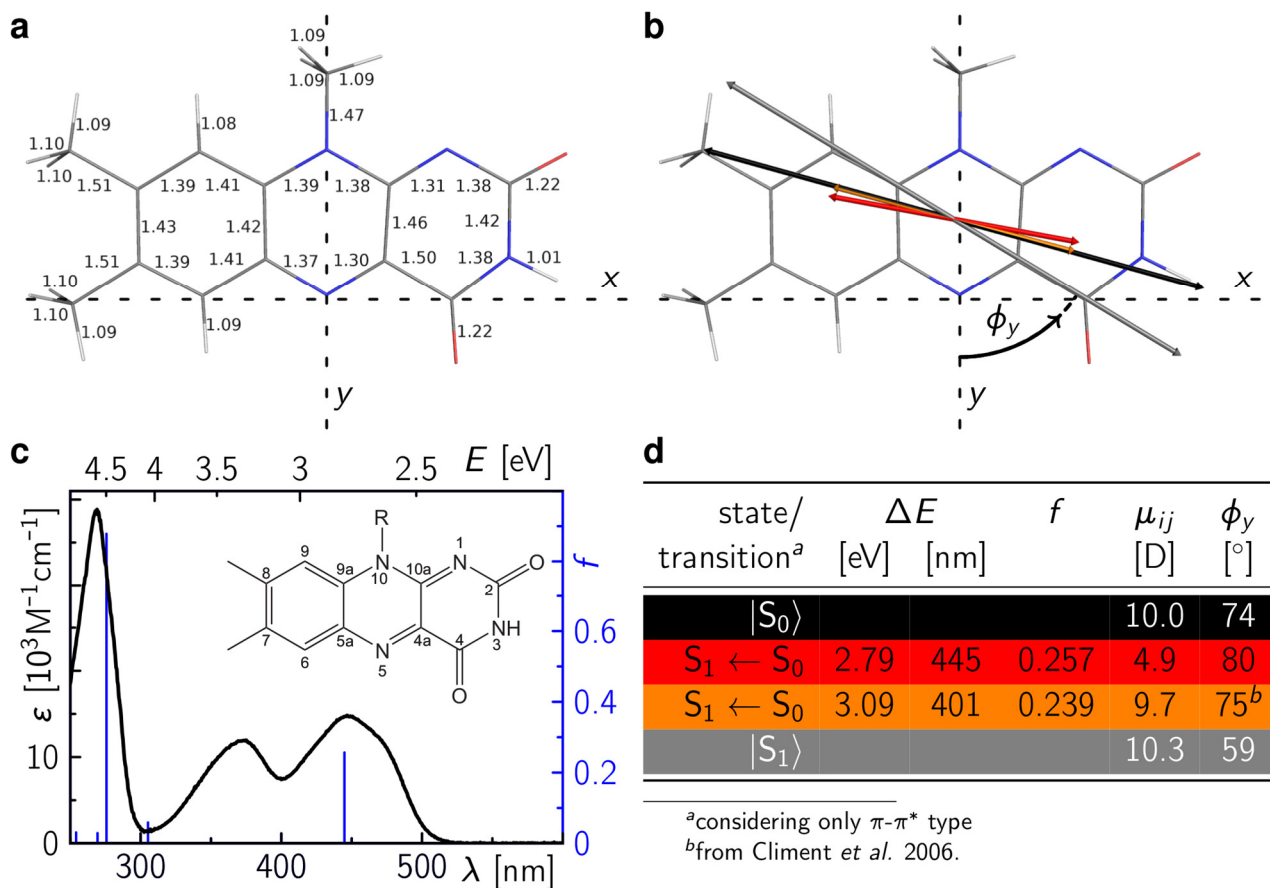 a
1.09
1.09 1.09
1.47
1.09
1.08
1.10
1.10
1.51
1.39 1.41 1.39 1.38 1.31 1.38 1.22
1.43 1.42 1.46 1.42
1.51 1.39 1.41 1.37 1.30 1.50 1.38 1.01
1.10
1.10
1.09
1.09
1.22
x
y
b
x
ϕy
y
c
4.5 4 3.5 3 2.5 E [eV]
ε [10³M⁻¹cm⁻¹]
10
0
300 400 500 λ [nm]
f
0.8
0.6
0.4
0.2
0
R
9 N 10 10a N 1
8 9a 2 O
7 5a 4a 4 NH 3
6 N 5 O
d
state/ ΔE f μij ϕy
transitionᵃ [eV] [nm] [D] [°]
|S₀⟩ 10.0 74
S₁ ← S₀ 2.79 445 0.257 4.9 80
S₁ ← S₀ 3.09 401 0.239 9.7 75ᵇ
|S₁⟩ 10.3 59
ᵃconsidering only π-π* type
ᵇfrom Climent et al. 2006.